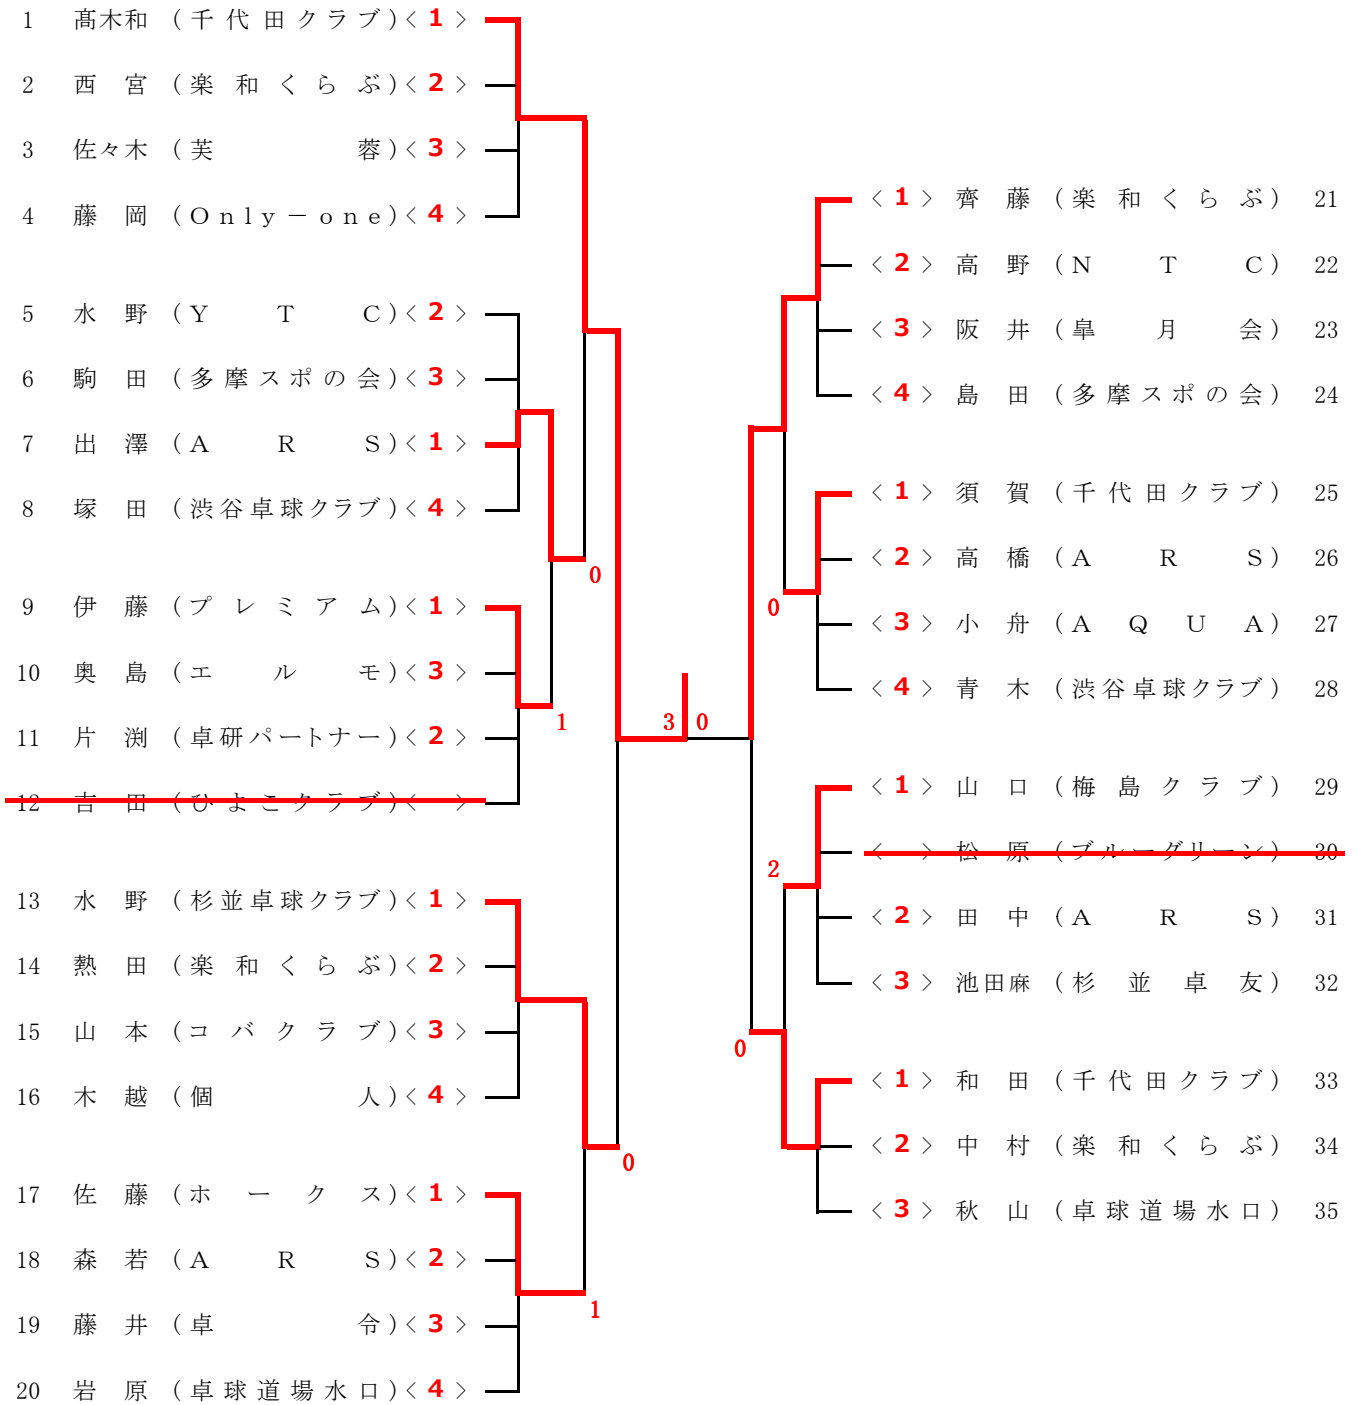 1 髙木和 (千代田クラブ) < 1 >
2 西宮 (楽和くらぶ) < 2 >
3 佐々木 (芙蓉) < 3 >
4 藤岡 (Only－one) < 4 >
5 水野 (YTC) < 2 >
6 駒田 (多摩スポの会) < 3 >
7 出澤 (ARS) < 1 >
8 塚田 (渋谷卓球クラブ) < 4 >
0
9 伊藤 (プレミアム) < 1 >
10 奥島 (エルモ) < 3 >
1
11 片渕 (卓研パートナー) < 2 >
12 吉田 (ひよこクラブ) < >
13 水野 (杉並卓球クラブ) < 1 >
14 熱田 (楽和くらぶ) < 2 >
15 山本 (コバクラブ) < 3 >
16 木越 (個人) < 4 >
0
17 佐藤 (ホークス) < 1 >
18 森若 (ARS) < 2 >
1
19 藤井 (卓令) < 3 >
20 岩原 (卓球道場水口) < 4 >
3 0
< 1 > 齊藤 (楽和くらぶ) 21
< 2 > 高野 (NTC) 22
< 3 > 阪井 (皐月会) 23
< 4 > 島田 (多摩スポの会) 24
< 1 > 須賀 (千代田クラブ) 25
< 2 > 高橋 (ARS) 26
0
< 3 > 小舟 (AQUA) 27
< 4 > 青木 (渋谷卓球クラブ) 28
< 1 > 山口 (梅島クラブ) 29
< > 松原 (ブルーグリーン) 30
2
< 2 > 田中 (ARS) 31
< 3 > 池田麻 (杉並卓友) 32
0
< 1 > 和田 (千代田クラブ) 33
< 2 > 中村 (楽和くらぶ) 34
< 3 > 秋山 (卓球道場水口) 35